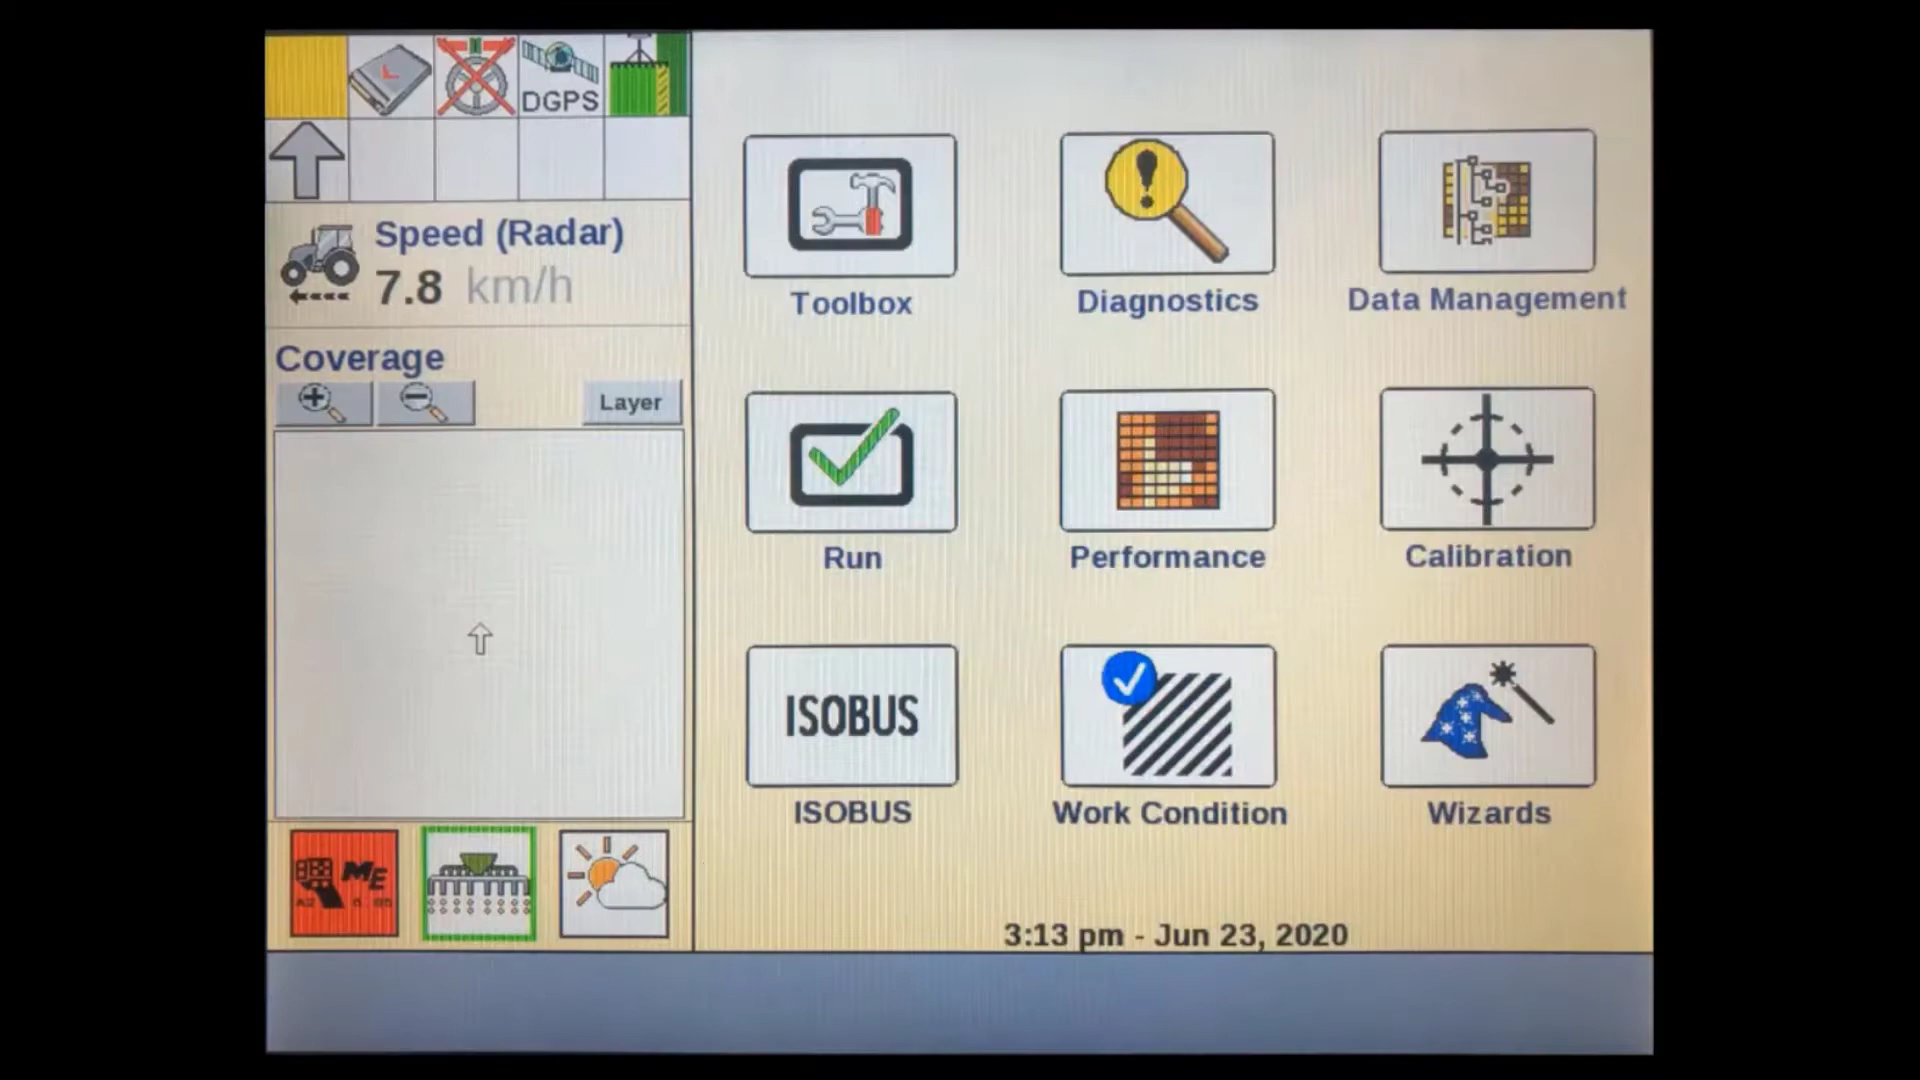 DGPS
Speed (Radar)
7.8 km/h
Coverage
Layer
ME
Toolbox
Diagnostics
Data Management
Run
Performance
Calibration
ISOBUS
ISOBUS
Work Condition
Wizards
3:13 pm - Jun 23, 2020